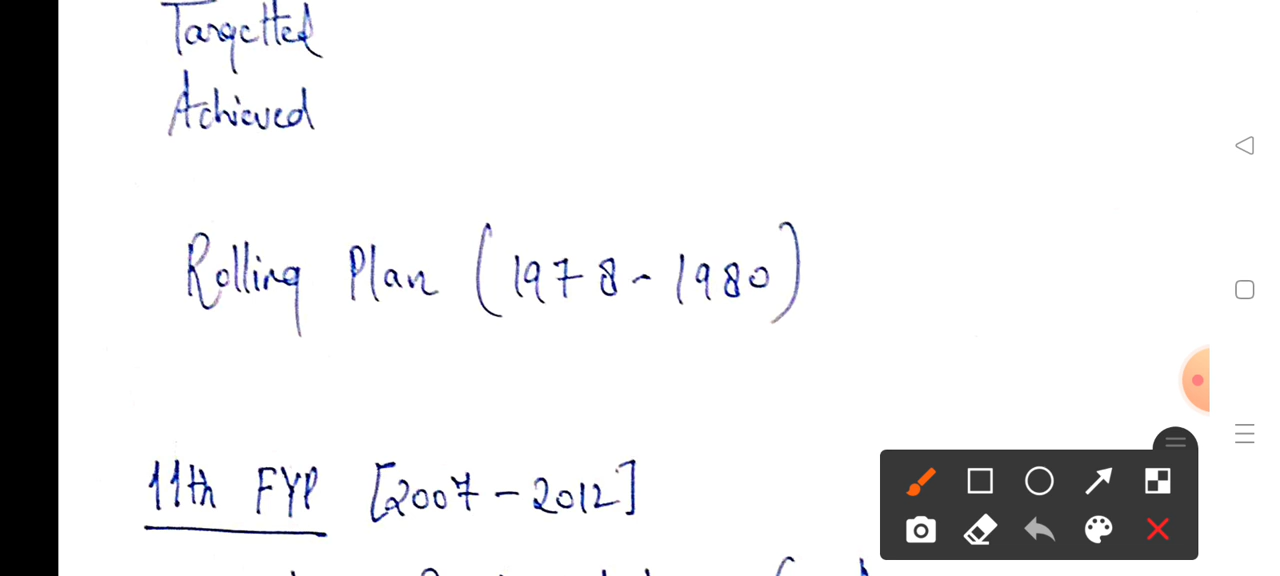 Targetted
Achieved
Rolling Plan (1978-1980)
11th FYP [2007-2012]